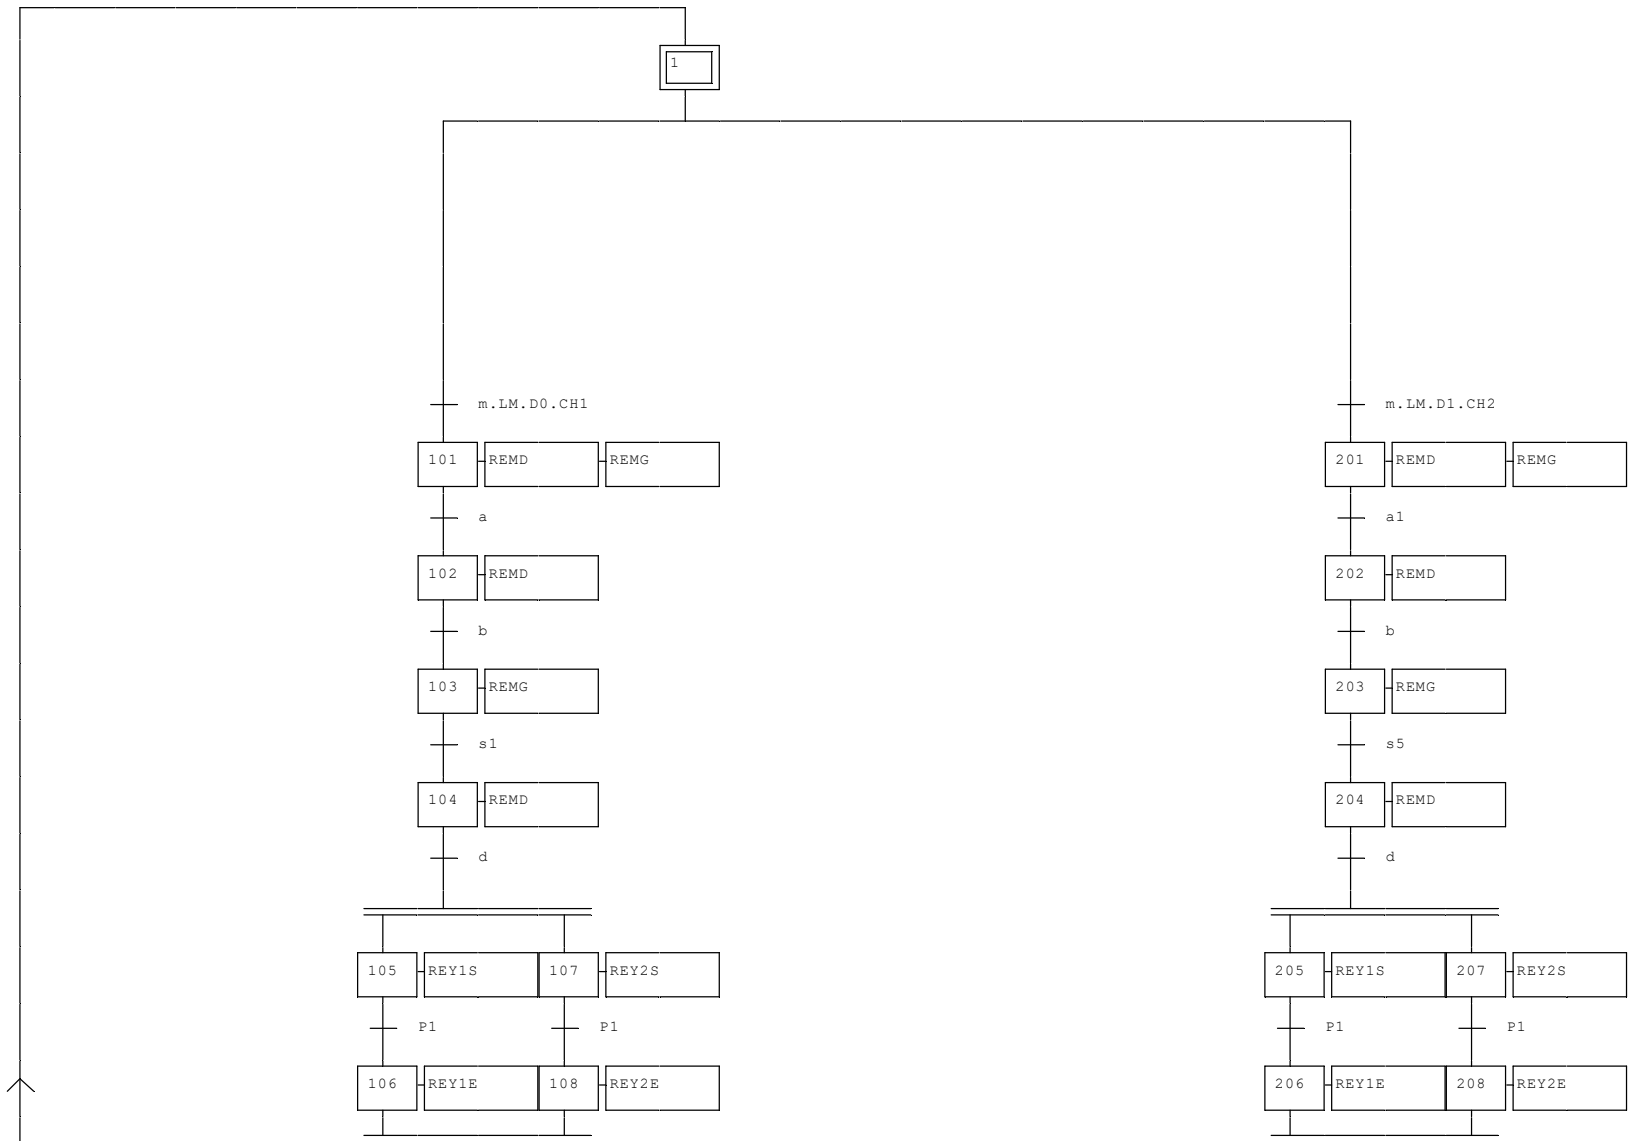 1
m.LM.D0.CH1 m.LM.D1.CH2
101 REMD REMG 201 REMD REMG
a a1
102 REMD 202 REMD
b b
103 REMG 203 REMG
s1 s5
104 REMD 204 REMD
d d
105 REY1S 107 REY2S 205 REY1S 207 REY2S
P1 P1 P1 P1
106 REY1E 108 REY2E 206 REY1E 208 REY2E